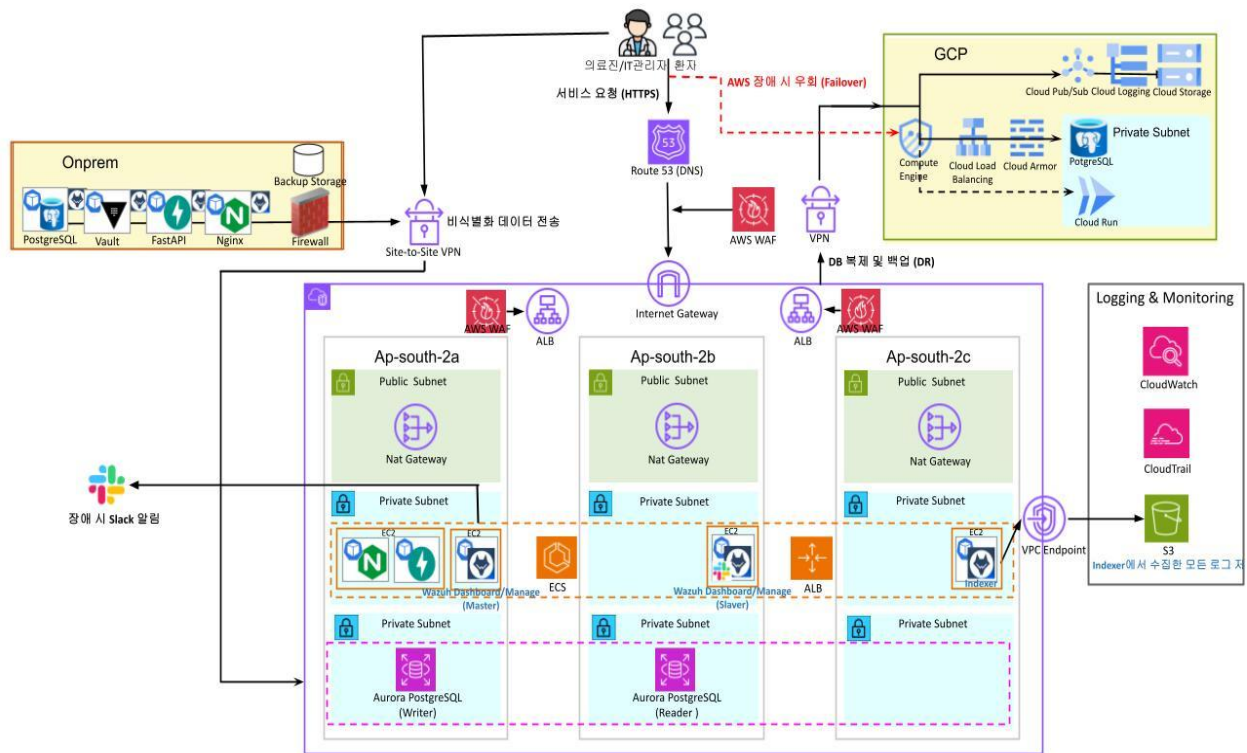 의료진/IT관리자 환자
서비스 요청 (HTTPS)
AWS 장애 시 우회 (Failover)
GCP
Cloud Pub/Sub
Cloud Logging
Cloud Storage
Compute
Engine
Cloud Load
Balancing
Cloud Armor
Private Subnet
PotgreSQL
Cloud Run
Onprem
Backup Storage
PostgreSQL
Vault
FastAPI
Nginx
Firewall
비식별화 데이터 전송
Site-to-Site VPN
53
Route 53 (DNS)
AWS WAF
VPN
DB 복제 및 백업 (DR)
Internet Gateway
AWS WAF
ALB
ALB
AWS WAF
Logging & Monitoring
CloudWatch
CloudTrail
S3
Indexer에서 수집한 모든 로그 저
Ap-south-2a
Public Subnet
Nat Gateway
Ap-south-2b
Public Subnet
Nat Gateway
Ap-south-2c
Public Subnet
Nat Gateway
장애 시 Slack 알림
Private Subnet
Private Subnet
Private Subnet
EC2
EC2
Wazuh Dashboard/Manage
(Master)
ECS
EC2
Wazuh Dashboard/Manage
(Slaver)
ALB
EC2
Indexer
VPC Endpoint
Private Subnet
Private Subnet
Private Subnet
Aurora PostgreSQL
(Writer)
Aurora PostgreSQL
(Reader )